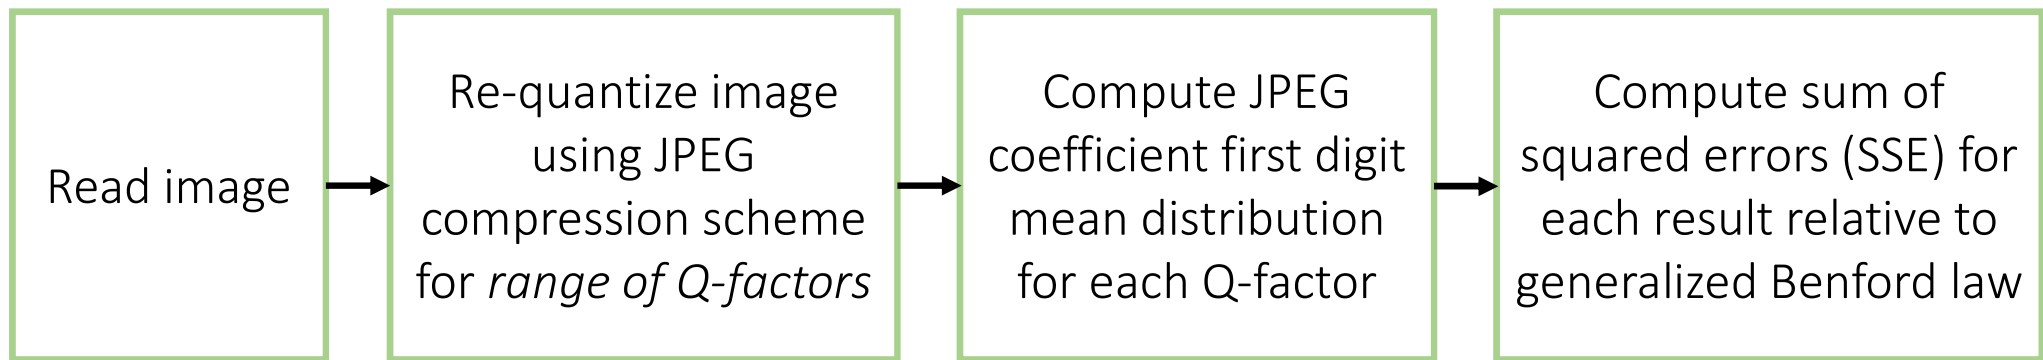 Read image
Re-quantize image
using JPEG
compression scheme
for range of Q-factors
Compute JPEG
coefficient first digit
mean distribution
for each Q-factor
Compute sum of
squared errors (SSE) for
each result relative to
generalized Benford law